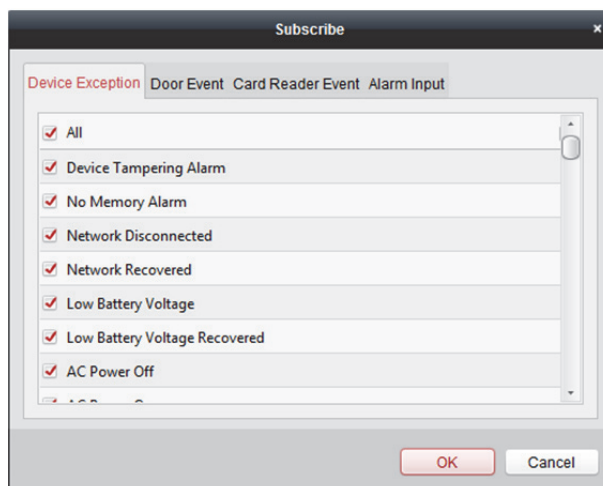 Subscribe
Device Exception Door Event Card Reader Event Alarm Input
All
Device Tampering Alarm
No Memory Alarm
Network Disconnected
Network Recovered
Low Battery Voltage
Low Battery Voltage Recovered
AC Power Off
OK Cancel